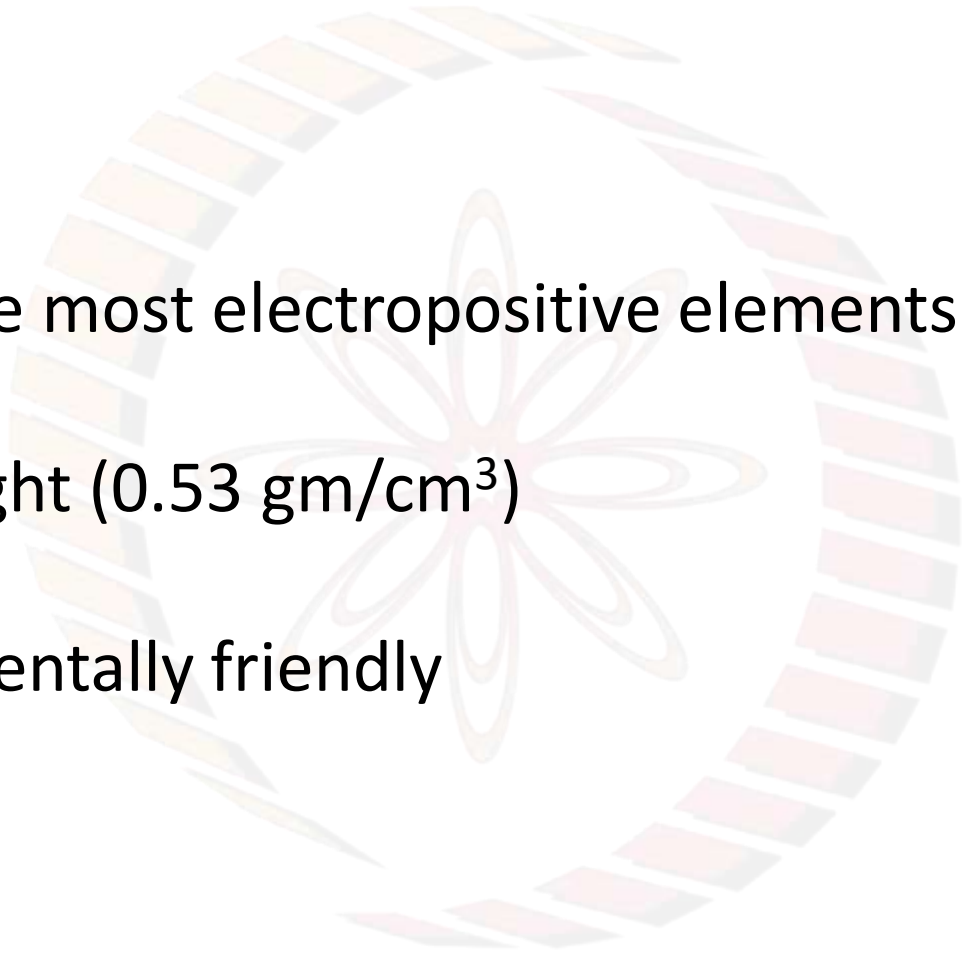 e most electropositive elements
ght (0.53 gm/cm³)
entally friendly